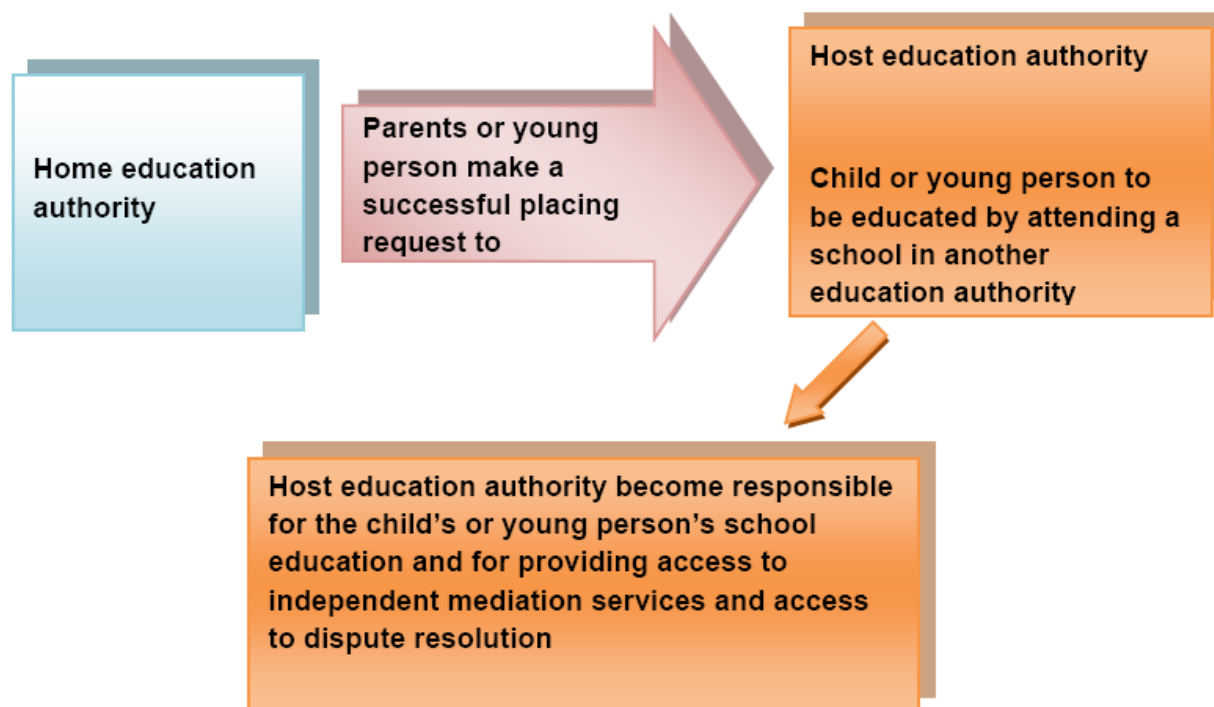 Home education
authority
Parents or young
person make a
successful placing
request to
Host education authority
Child or young person to
be educated by attending a
school in another
education authority
Host education authority become responsible
for the child’s or young person’s school
education and for providing access to
independent mediation services and access
to dispute resolution